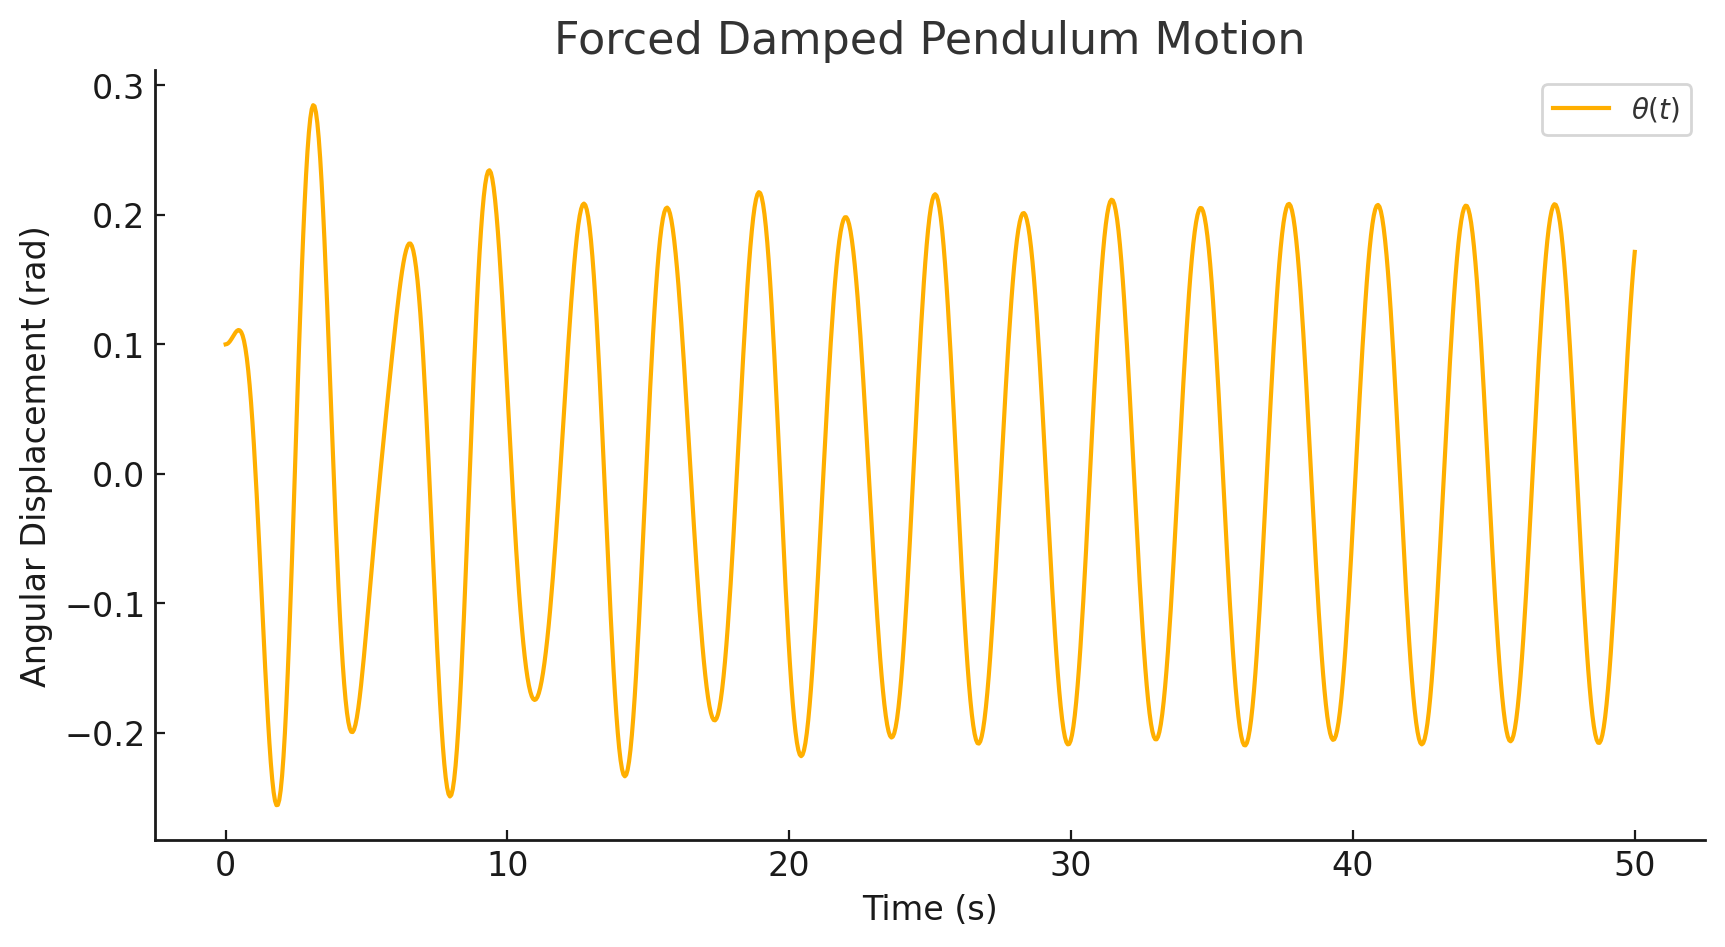 Forced Damped Pendulum Motion
θ(t)
Angular Displacement (rad)
0.3
0.2
0.1
0.0
−0.1
−0.2
0 10 20 30 40 50
Time (s)